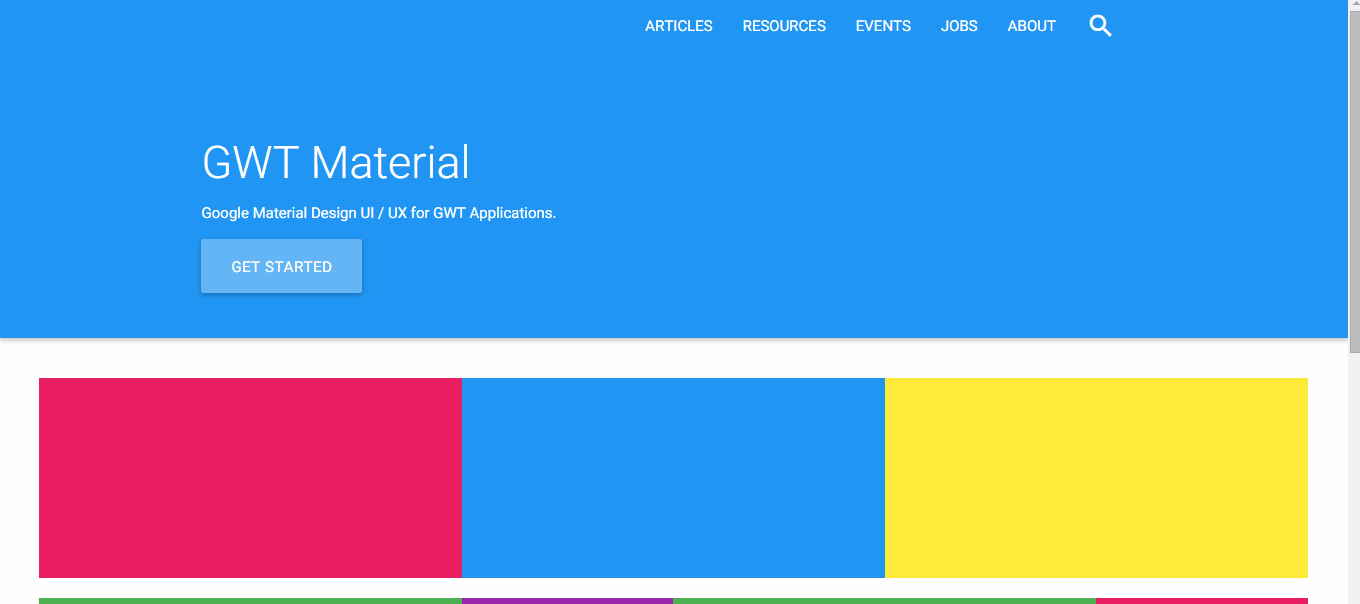 ARTICLES RESOURCES EVENTS JOBS ABOUT
GWT Material
Google Material Design UI / UX for GWT Applications.
GET STARTED